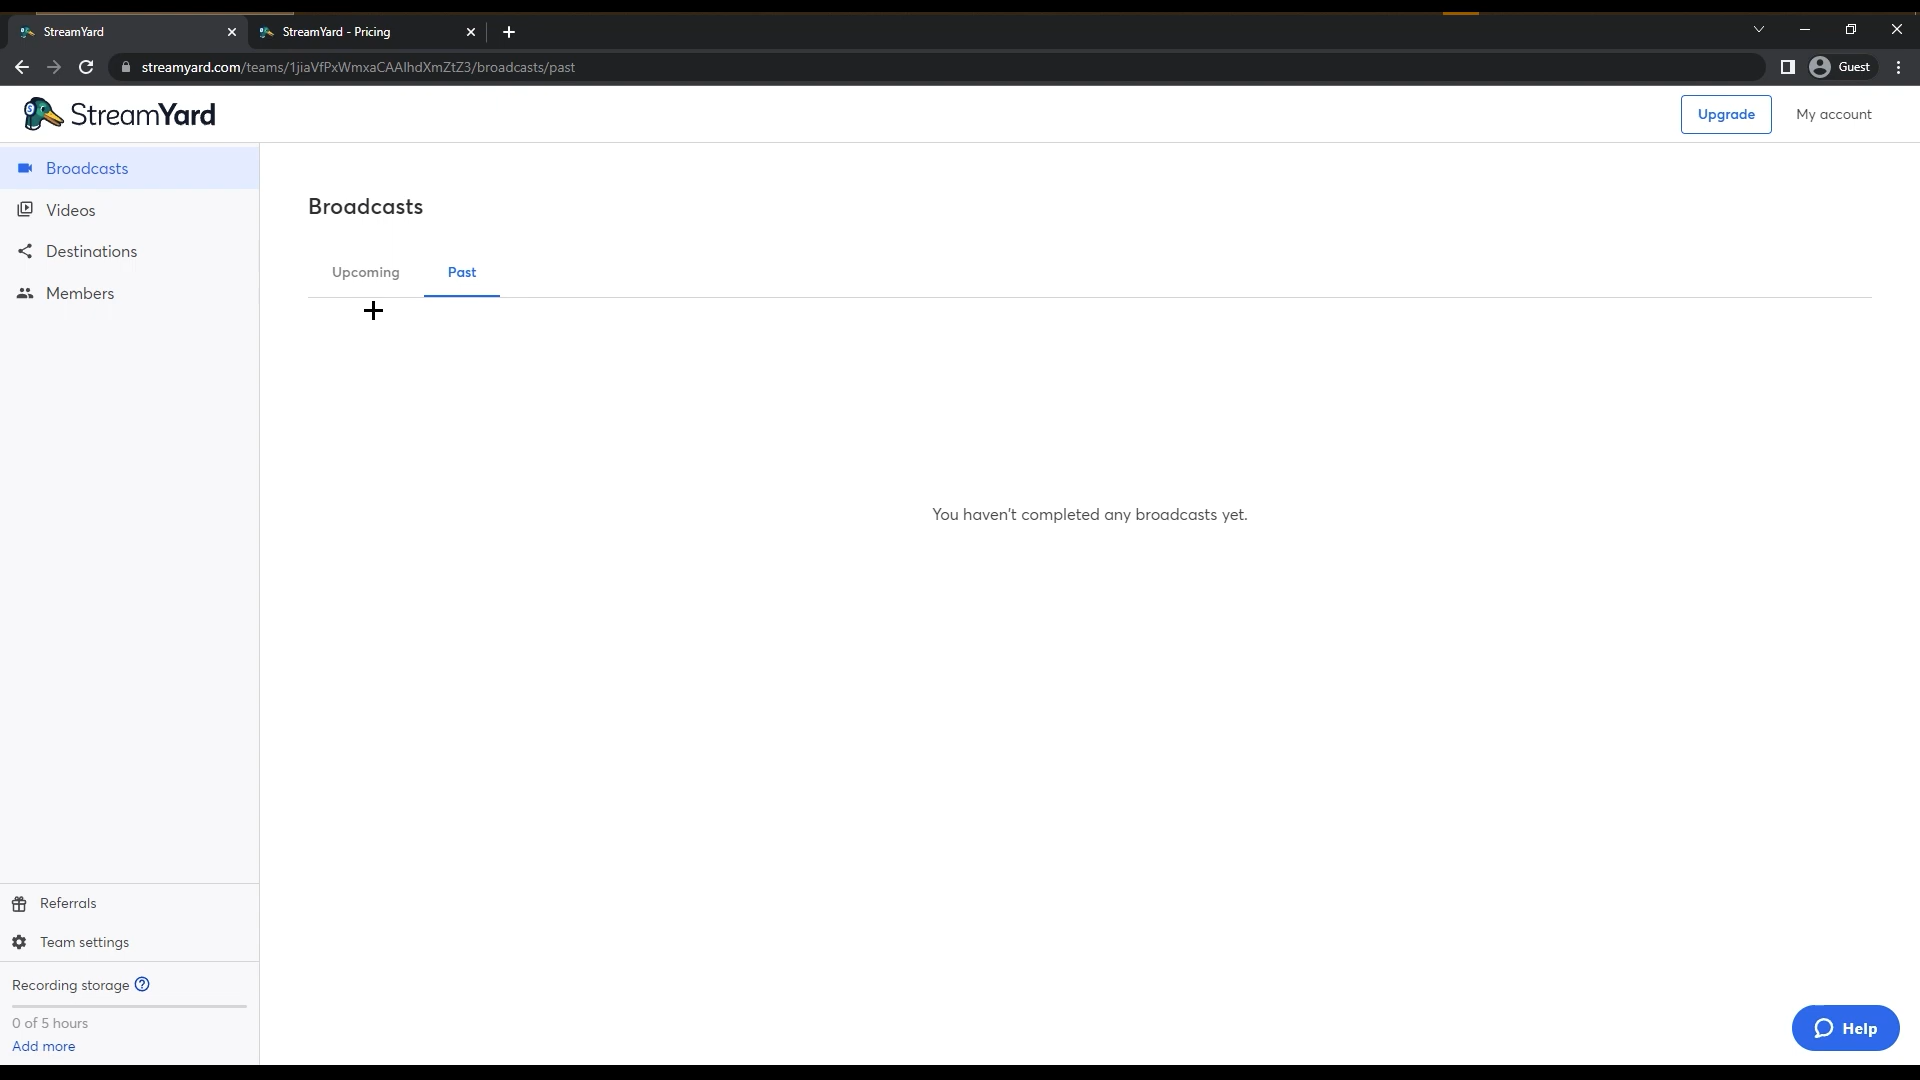 StreamYard
StreamYard - Pricing
streamyard.com/teams/1jiaVfPxWmxaCAAlhdXmZtZ3/broadcasts/past
Guest
StreamYard
Upgrade
My account
Broadcasts
Videos
Destinations
Members
Broadcasts
Upcoming
Past
You haven't completed any broadcasts yet.
Referrals
Team settings
Recording storage
0 of 5 hours
Add more
Help